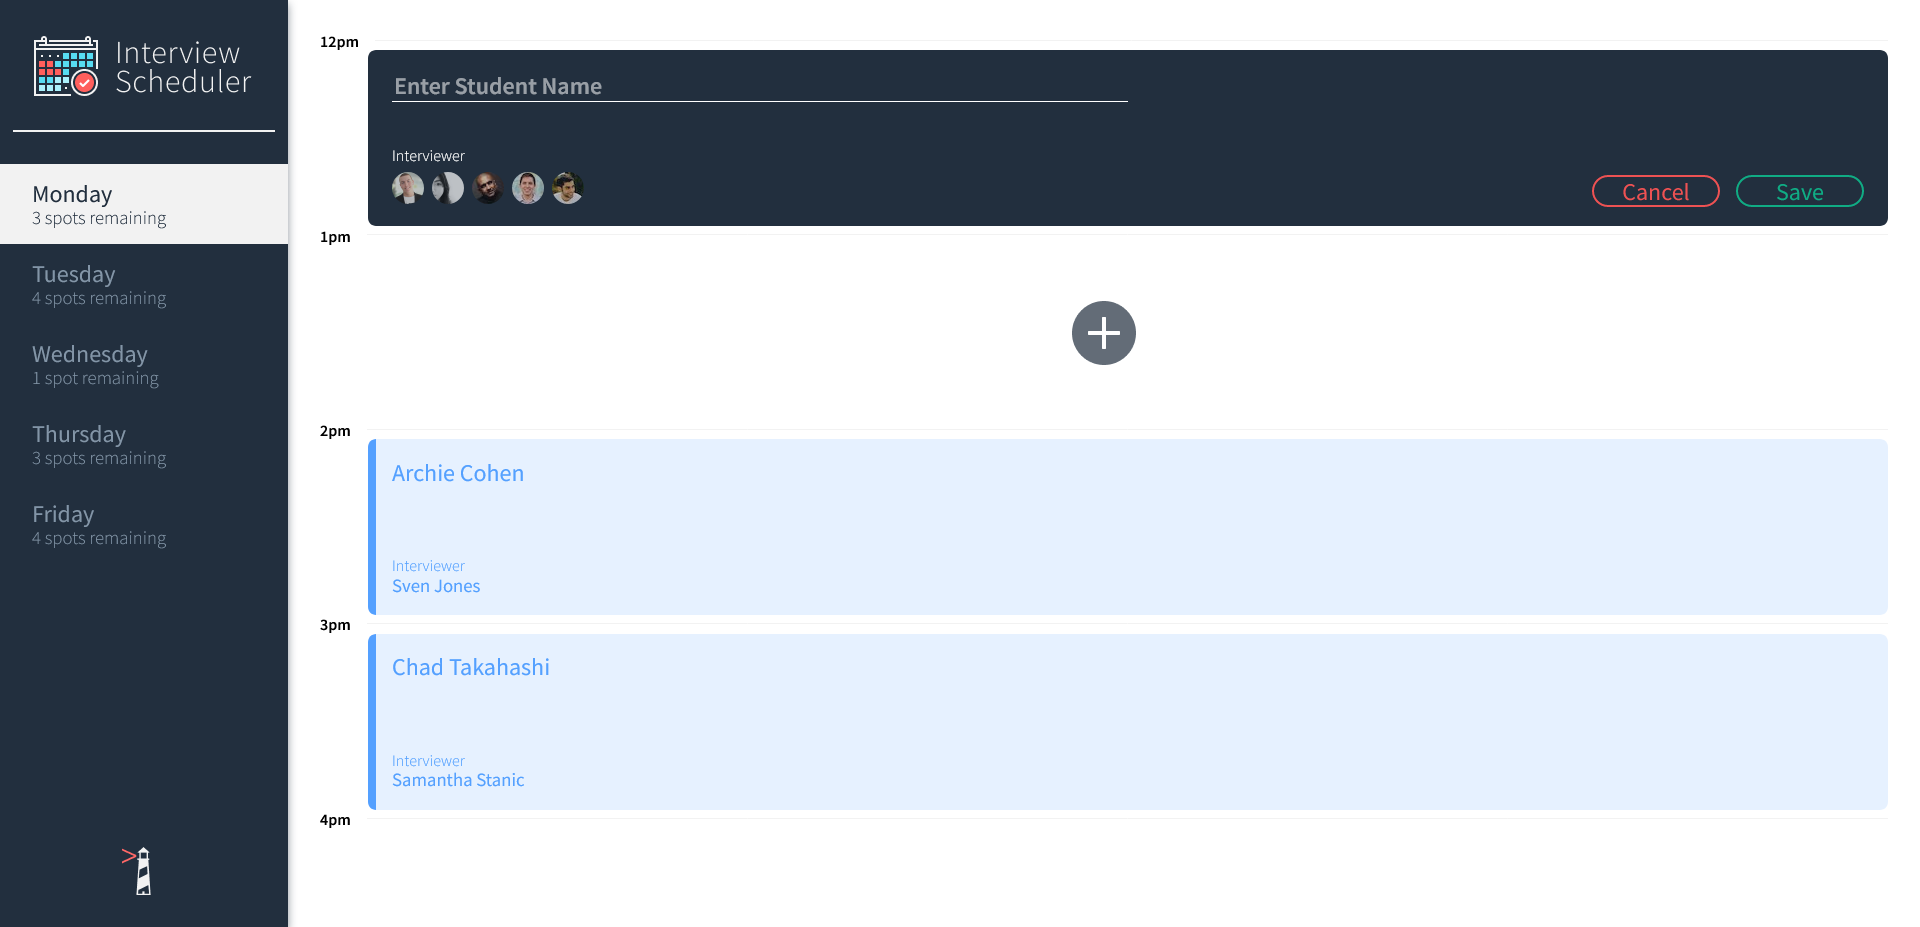 Interview
Scheduler
Monday
3 spots remaining
Tuesday
4 spots remaining
Wednesday
1 spot remaining
Thursday
3 spots remaining
Friday
4 spots remaining
12pm
Enter Student Name
Interviewer
Cancel
Save
1pm
2pm
Archie Cohen
Interviewer
Sven Jones
3pm
Chad Takahashi
Interviewer
Samantha Stanic
4pm